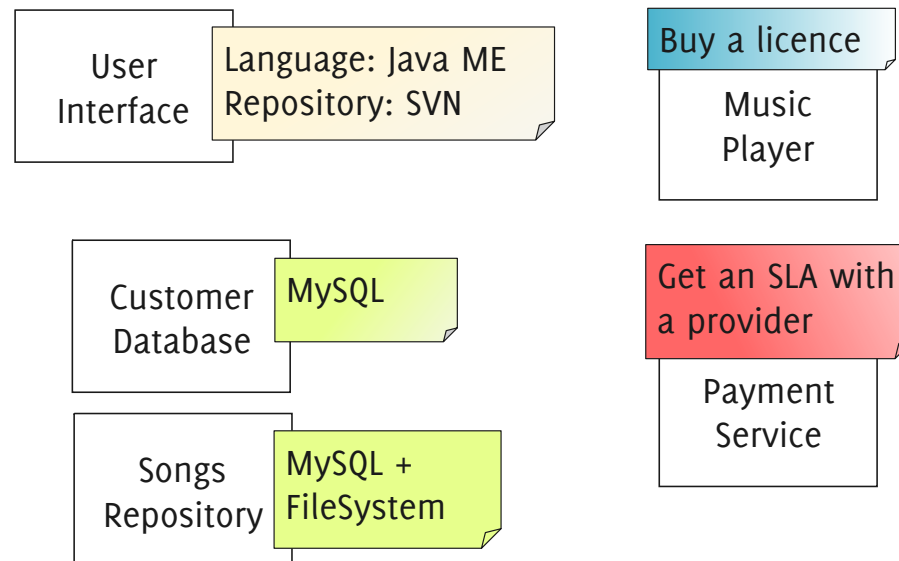 User
Interface
Language: Java ME
Repository: SVN
Buy a licence
Music
Player
Customer
Database
MySQL
Get an SLA with
a provider
Payment
Service
Songs
Repository
MySQL +
FileSystem